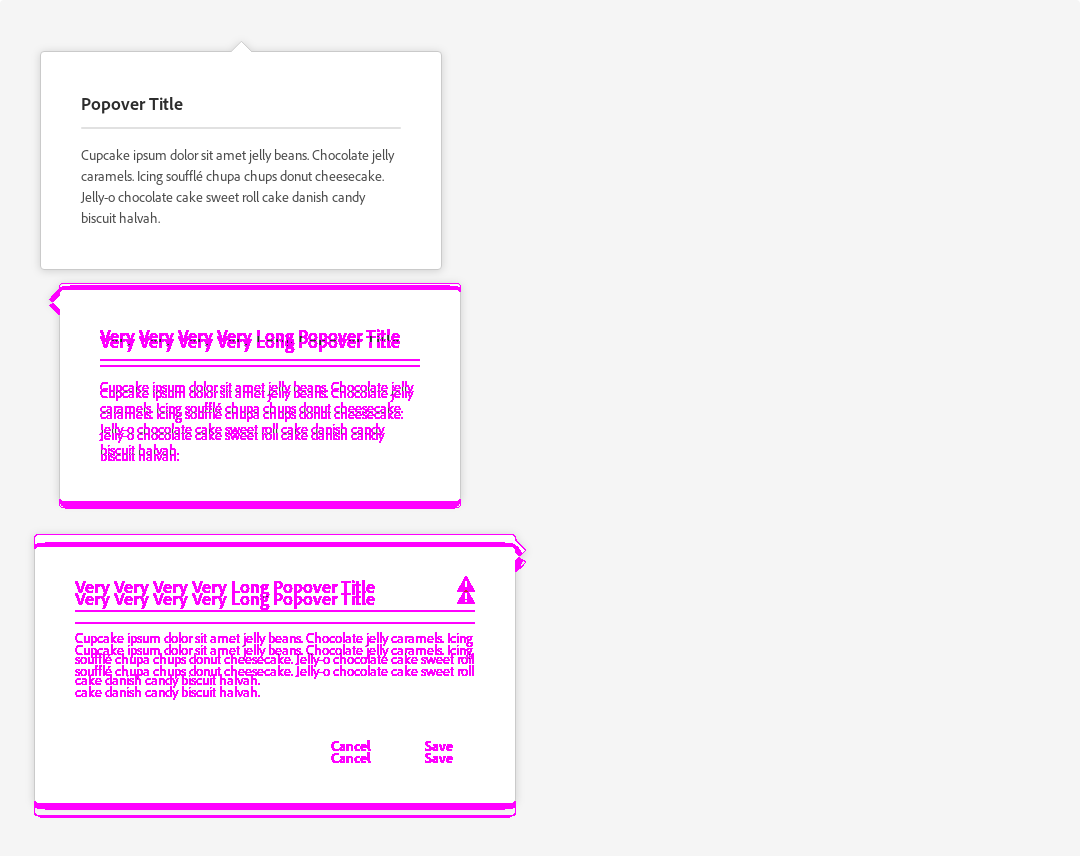 Popover Title
Cupcake ipsum dolor sit amet jelly beans. Chocolate jelly
caramels. Icing soufflé chupa chups donut cheesecake.
Jelly-o chocolate cake sweet roll cake danish candy
biscuit halvah.
Very Very Very Very Long Popover Title
Very Very Very Very Long Popover Title
Cupcake ipsum dolor sit amet jelly beans. Chocolate jelly
Cupcake ipsum dolor sit amet jelly beans. Chocolate jelly
caramels. Icing soufflé chupa chups donut cheesecake.
caramels. Icing soufflé chupa chups donut cheesecake.
Jelly-o chocolate cake sweet roll cake danish candy
Jelly-o chocolate cake sweet roll cake danish candy
biscuit halvah.
biscuit halvah.
Very Very Very Very Long Popover Title
Very Very Very Very Long Popover Title
Cupcake ipsum dolor sit amet jelly beans. Chocolate jelly caramels. Icing
Cupcake ipsum dolor sit amet jelly beans. Chocolate jelly caramels. Icing
soufflé chupa chups donut cheesecake. Jelly-o chocolate cake sweet roll
soufflé chupa chups donut cheesecake. Jelly-o chocolate cake sweet roll
cake danish candy biscuit halvah.
cake danish candy biscuit halvah.
Cancel Save
Cancel Save